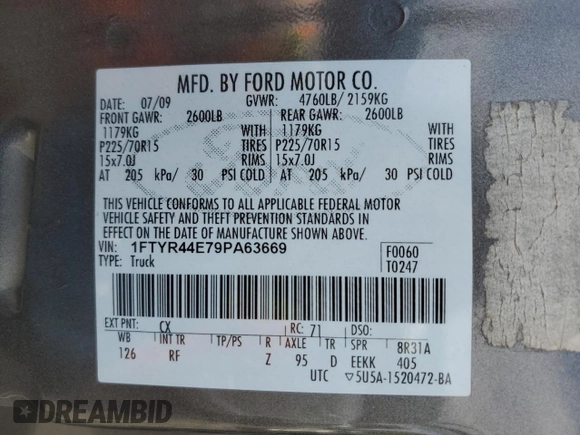 MFD. BY FORD MOTOR CO.
DATE: 07/09 GVWR: 4760LB/ 2159KG
FRONT GAWR: 2600LB REAR GAWR: 2600LB
1179KG WITH 1179KG WITH
P225/70R15 TIRES P225/70R15 TIRES
15x7.0J RIMS 15x7.0J RIMS
AT 205 kPa/ 30 PSI COLD AT 205 kPa/ 30 PSI COLD
THIS VEHICLE CONFORMS TO ALL APPLICABLE FEDERAL MOTOR
VEHICLE SAFETY AND THEFT PREVENTION STANDARDS IN
EFFECT ON THE DATE OF MANUFACTURE SHOWN ABOVE.
VIN: 1FTYR44E79PA63669 F0060
TYPE: Truck T0247
EXT PNT: CX RC: 71 DSO:
WB INT TR TP/PS R AXLE TR SPR 8R31A
126 RF Z 95 D EEKK 405
UTC ▽5U5A-1520472-BA
DREAMBID